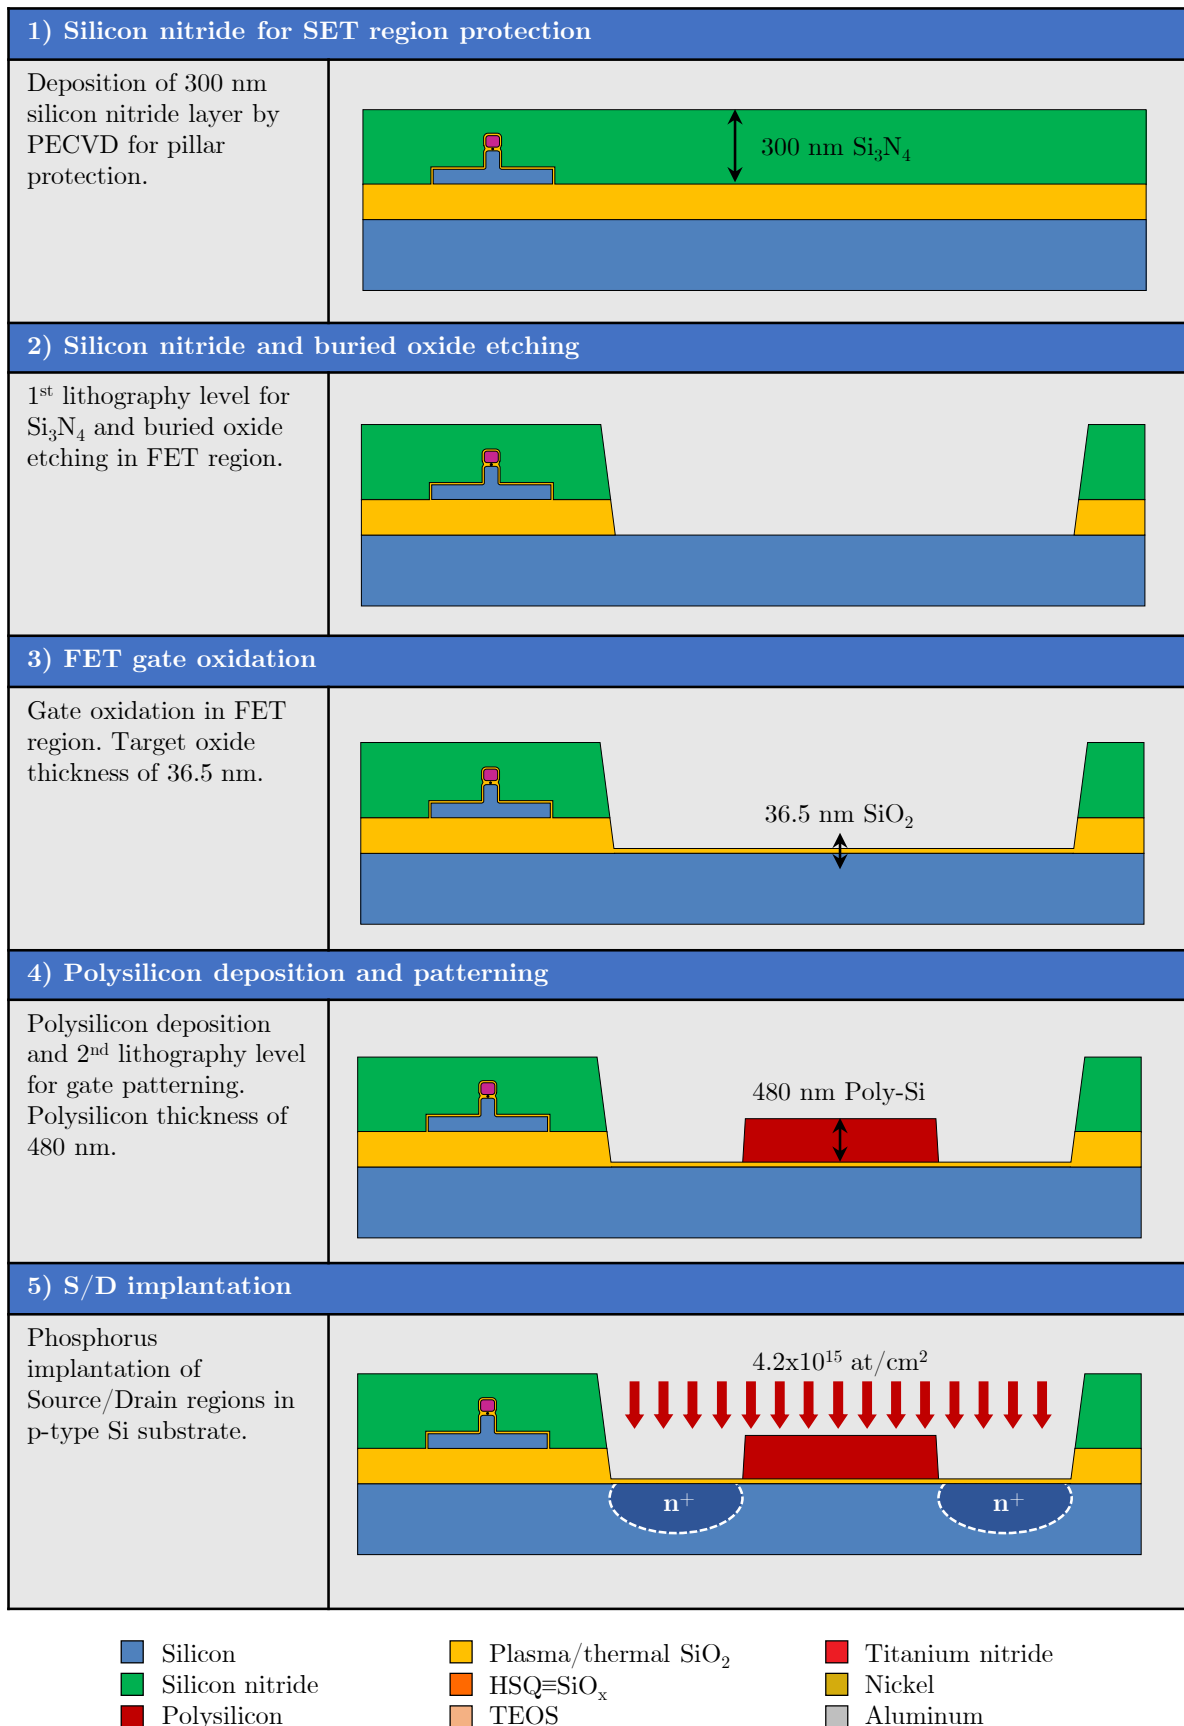 1) Silicon nitride for SET region protection
Deposition of 300 nm
silicon nitride layer by
PECVD for pillar
protection.
300 nm Si₃N₄
2) Silicon nitride and buried oxide etching
1ˢᵗ lithography level for
Si₃N₄ and buried oxide
etching in FET region.
3) FET gate oxidation
Gate oxidation in FET
region. Target oxide
thickness of 36.5 nm.
36.5 nm SiO₂
4) Polysilicon deposition and patterning
Polysilicon deposition
and 2ⁿᵈ lithography level
for gate patterning.
Polysilicon thickness of
480 nm.
480 nm Poly-Si
5) S/D implantation
Phosphorus
implantation of
Source/Drain regions in
p-type Si substrate.
4.2x10¹⁵ at/cm²
n⁺ n⁺
Silicon Plasma/thermal SiO₂ Titanium nitride
Silicon nitride HSQ≡SiOₓ Nickel
Polysilicon TEOS Aluminum